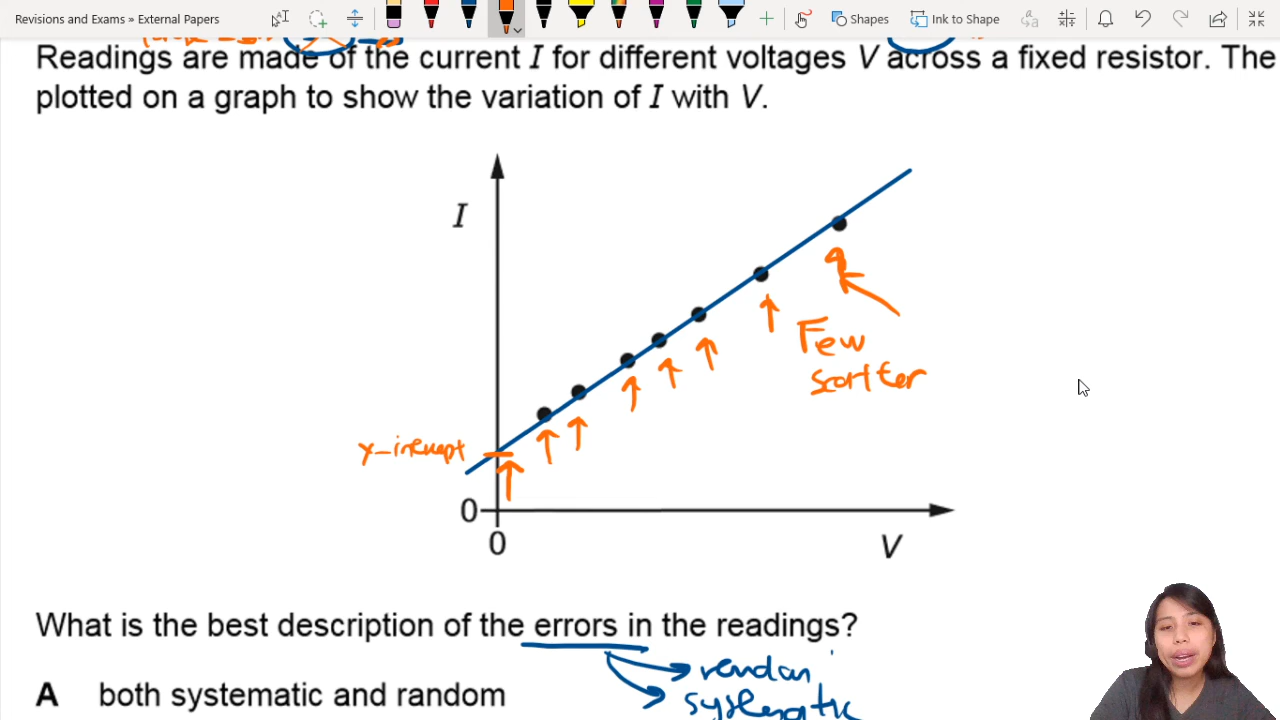 Revisions and Exams » External Papers
Shapes
Ink to Shape
Readings are made of the current I for different voltages V across a fixed resistor. The
plotted on a graph to show the variation of I with V.
I
Few
scatter
y-intercept
0
0
V
What is the best description of the errors in the readings?
random
A both systematic and random
systematic